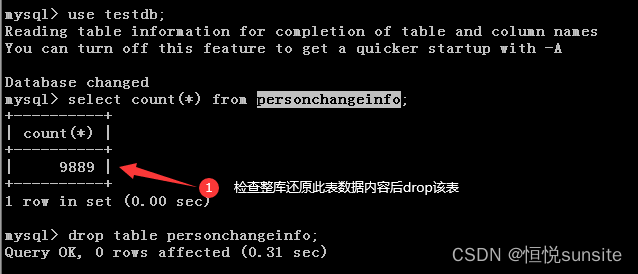 mysql> use testdb;
Reading table information for completion of table and column names
You can turn off this feature to get a quicker startup with -A
Database changed
mysql> select count(*) from personchangeinfo;
+----------+
| count(*) |
+----------+
| 9889 |
+----------+
1 检查整库还原此表数据内容后drop该表
1 row in set (0.00 sec)
mysql> drop table personchangeinfo;
Query OK, 0 rows affected (0.31 sec)
CSDN @恒悦sunsite